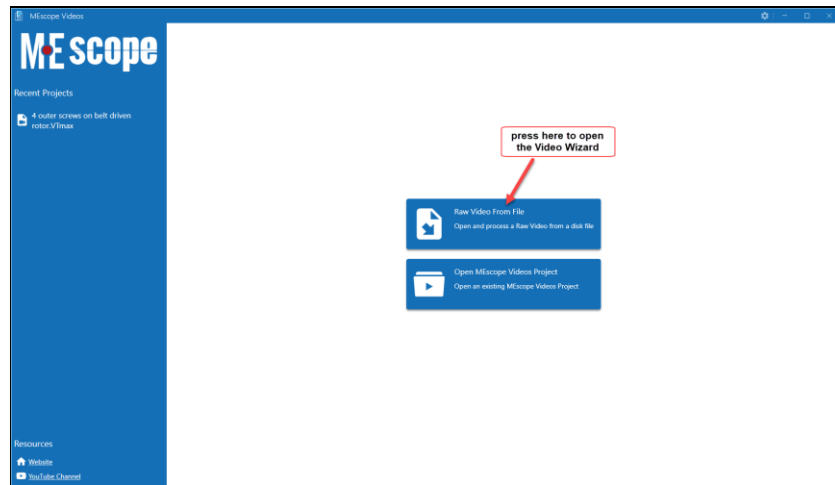 MEscope Videos
MEscope
Recent Projects
4 outer screws on belt driven
rotor.VTmax
press here to open
the Video Wizard
Raw Video From File
Open and process a Raw Video from a disk file
Open MEscope Videos Project
Open an existing MEscope Videos Project
Resources
Website
YouTube Channel